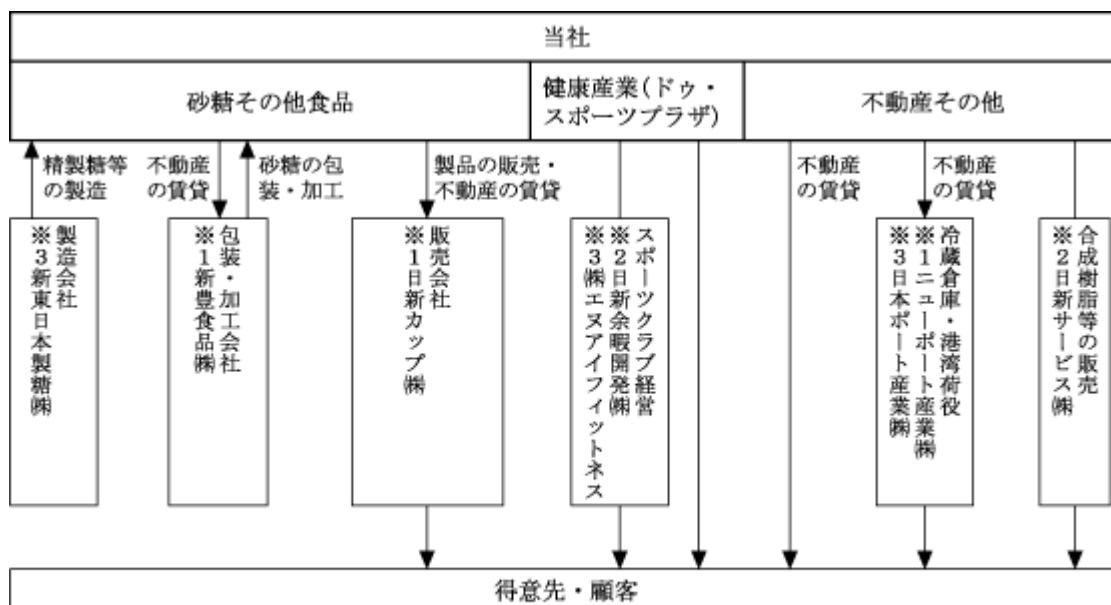 当社
砂糖その他食品
健康産業(ドゥ・
スポーツプラザ)
不動産その他
精製糖等
の製造
不動産
の賃貸
砂糖の包
装・加工
製品の販売・
不動産の賃貸
不動産
の賃貸
不動産
の賃貸
製造会社
※3新東日本製糖㈱
包装・加工会社
※1新豊食品㈱
販売会社
※1日新カップ㈱
スポーツクラブ経営
※2日新余暇開発㈱
※3㈱エヌアイフィットネス
冷蔵倉庫・港湾荷役
※1ニューポート産業㈱
※3日本ポート産業㈱
合成樹脂等の販売
※2日新サービス㈱
得意先・顧客